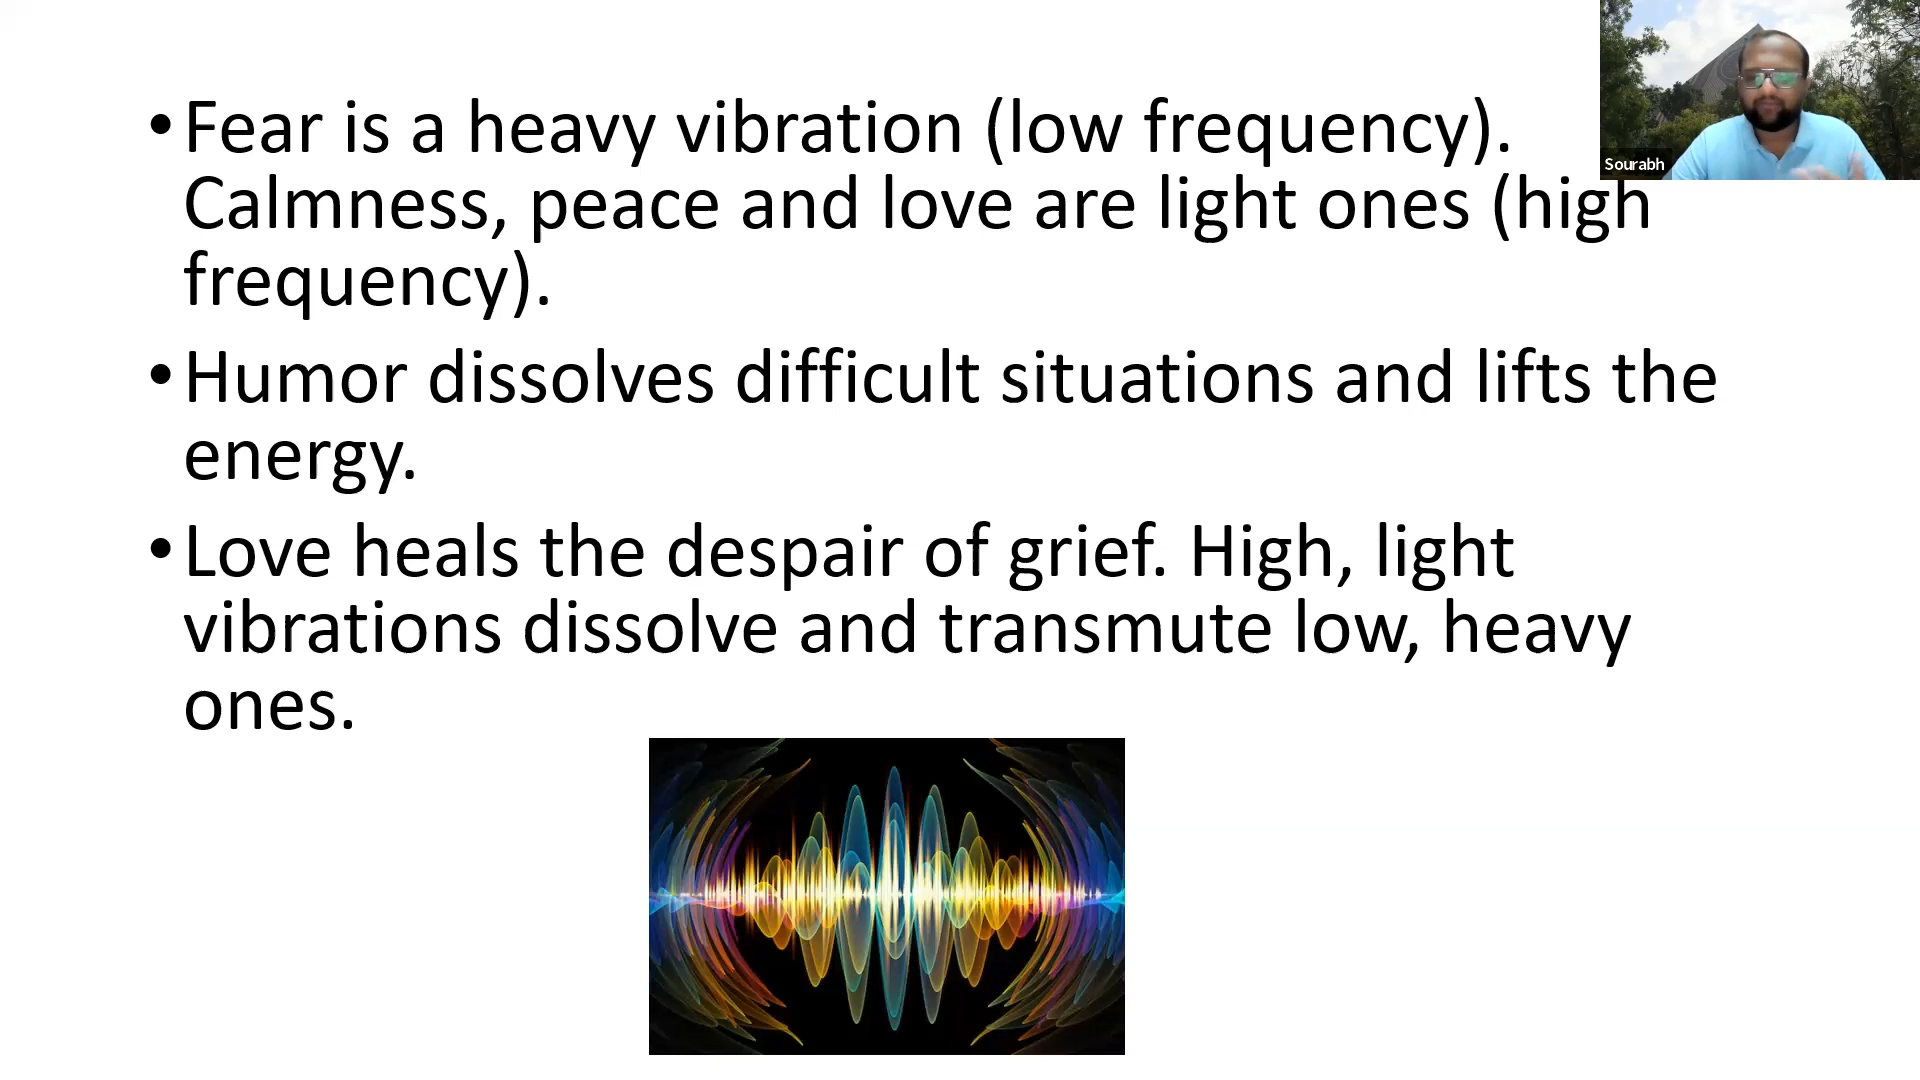 •Fear is a heavy vibration (low frequency).
Calmness, peace and love are light ones (high
frequency).
•Humor dissolves difficult situations and lifts the
energy.
•Love heals the despair of grief. High, light
vibrations dissolve and transmute low, heavy
ones.
Sourabh